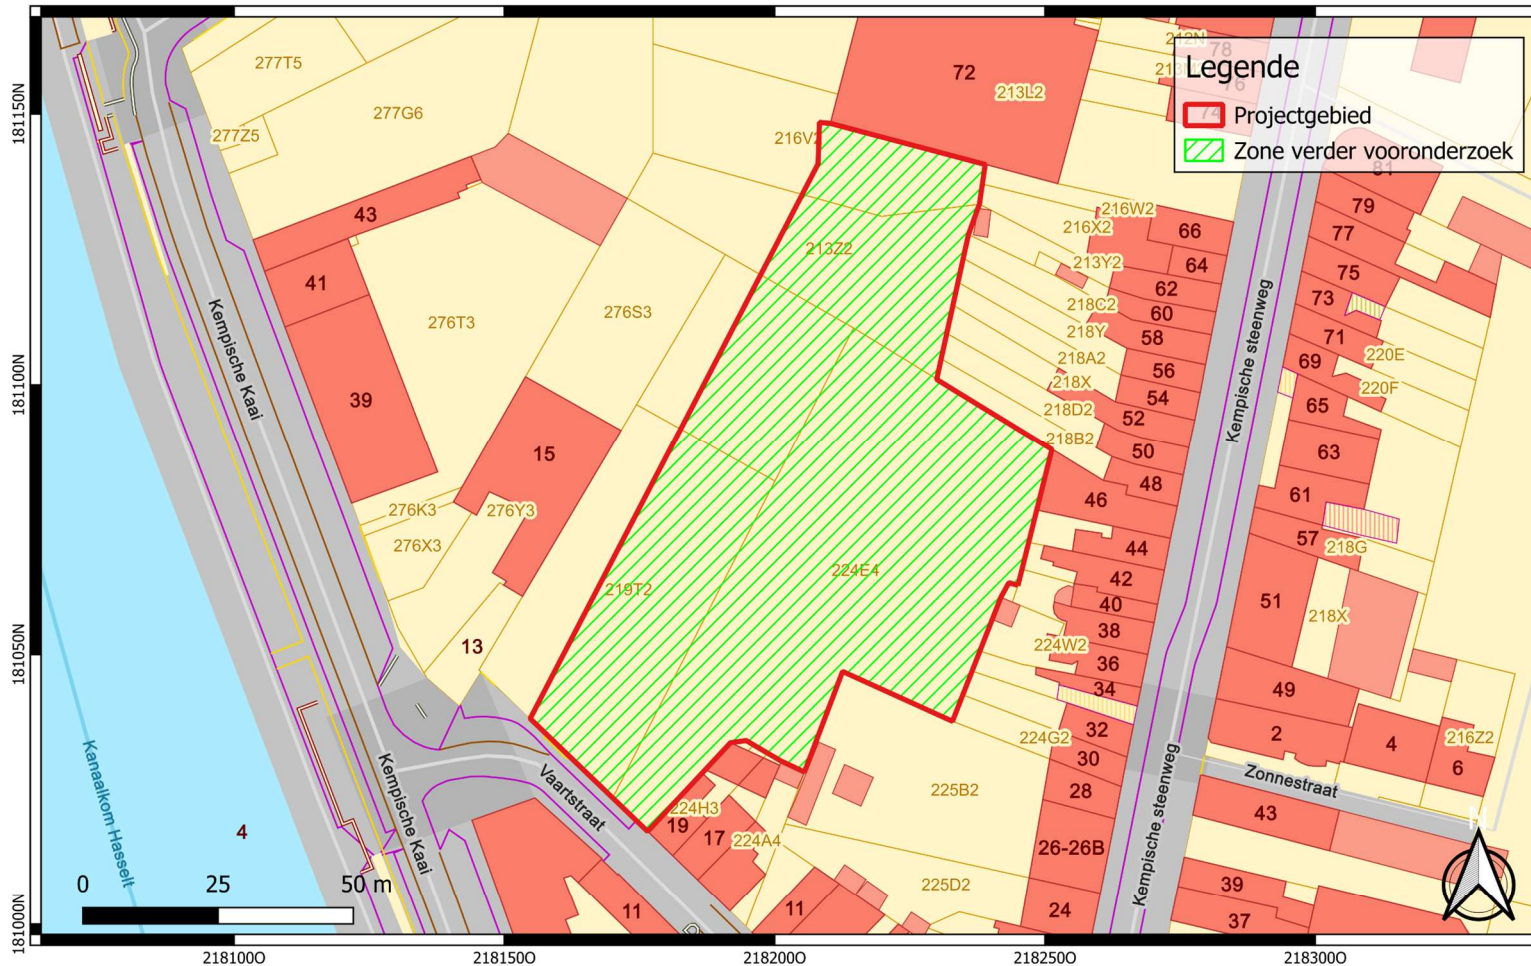 Legende
Projectgebied
Zone verder vooronderzoek
181150N
181100N
181050N
181000N
218100O
218150O
218200O
218250O
218300O
0 25 50 m
N
277T5
277G6
277Z5
72
213L2
212N
78
76
74
216V2
43
41
39
276T3
276S3
213Z2
15
276K3
276Y3
276X3
13
219T2
224E4
216W2
216X2
213Y2
218C2
218Y
218A2
218X
218D2
218B2
66
64
62
60
58
56
54
52
50
48
46
44
42
40
38
36
34
32
30
28
26-26B
24
224W2
224G2
225B2
225D2
224H3
224A4
19
17
11
11
81
79
77
75
73
71
69
65
63
61
57
51
49
2
4
6
43
39
37
220E
220F
218G
218X
216Z2
4
Kempische Kaai
Kempische Kaai
Vaartstraat
Kempische steenweg
Kempische steenweg
Zonnestraat
Kanaalkom Hasselt